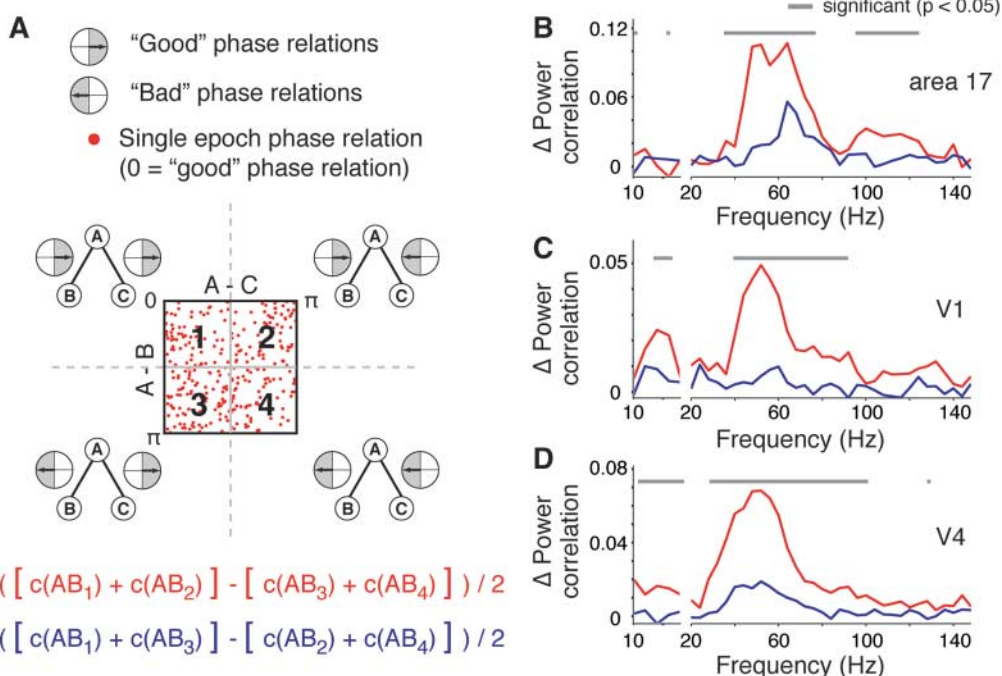 significant (p < 0.05)
A
"Good" phase relations
"Bad" phase relations
Single epoch phase relation
(0 = "good" phase relation)
A A
B C B C
A - C
0 π
A - B
1 2
3 4
π
A A
B C B C
([ c(AB1) + c(AB2) ] - [ c(AB3) + c(AB4) ] ) / 2
([ c(AB1) + c(AB3) ] - [ c(AB2) + c(AB4) ] ) / 2
B
area 17
Δ Power
correlation
0.12
0.06
0
10 20 60 100 140
Frequency (Hz)
C
V1
Δ Power
correlation
0.05
0
10 20 60 100 140
Frequency (Hz)
D
V4
Δ Power
correlation
0.08
0.04
0
10 20 60 100 140
Frequency (Hz)